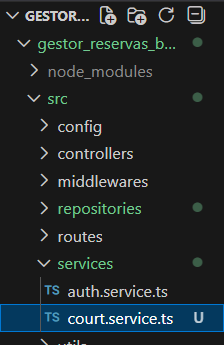 GESTOR...
gestor_reservas_b...
node_modules
src
config
controllers
middlewares
repositories
routes
services
TS auth.service.ts
TS court.service.ts U
utils